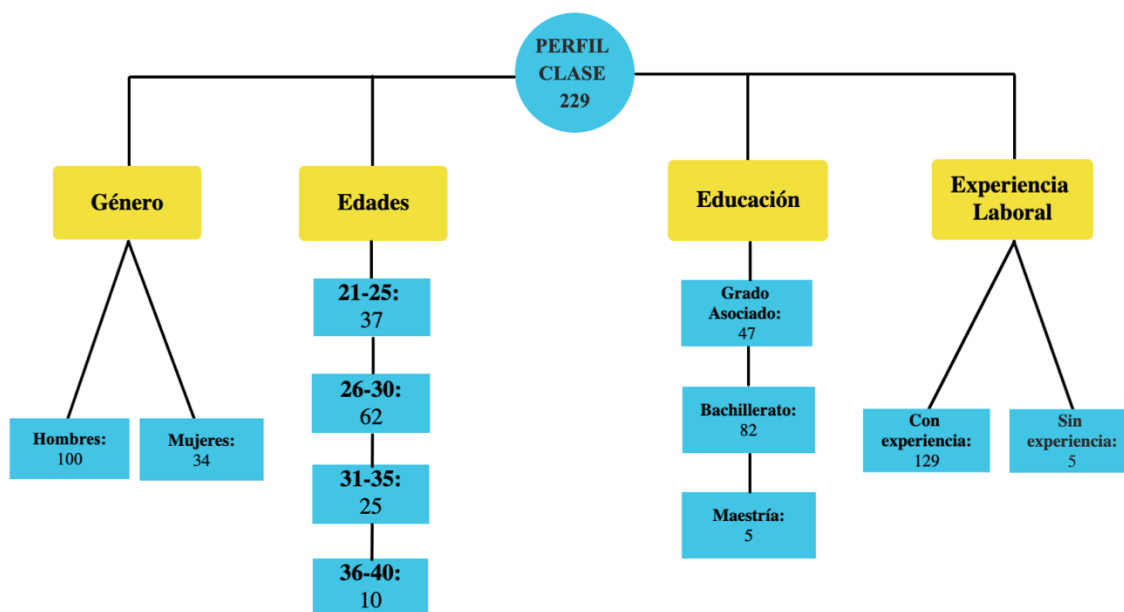 PERFIL
CLASE
229
Género
Edades
Educación
Experiencia
Laboral
Hombres:
100
Mujeres:
34
21-25:
37
26-30:
62
31-35:
25
36-40:
10
Grado
Asociado:
47
Bachillerato:
82
Maestría:
5
Con
experiencia:
129
Sin
experiencia:
5